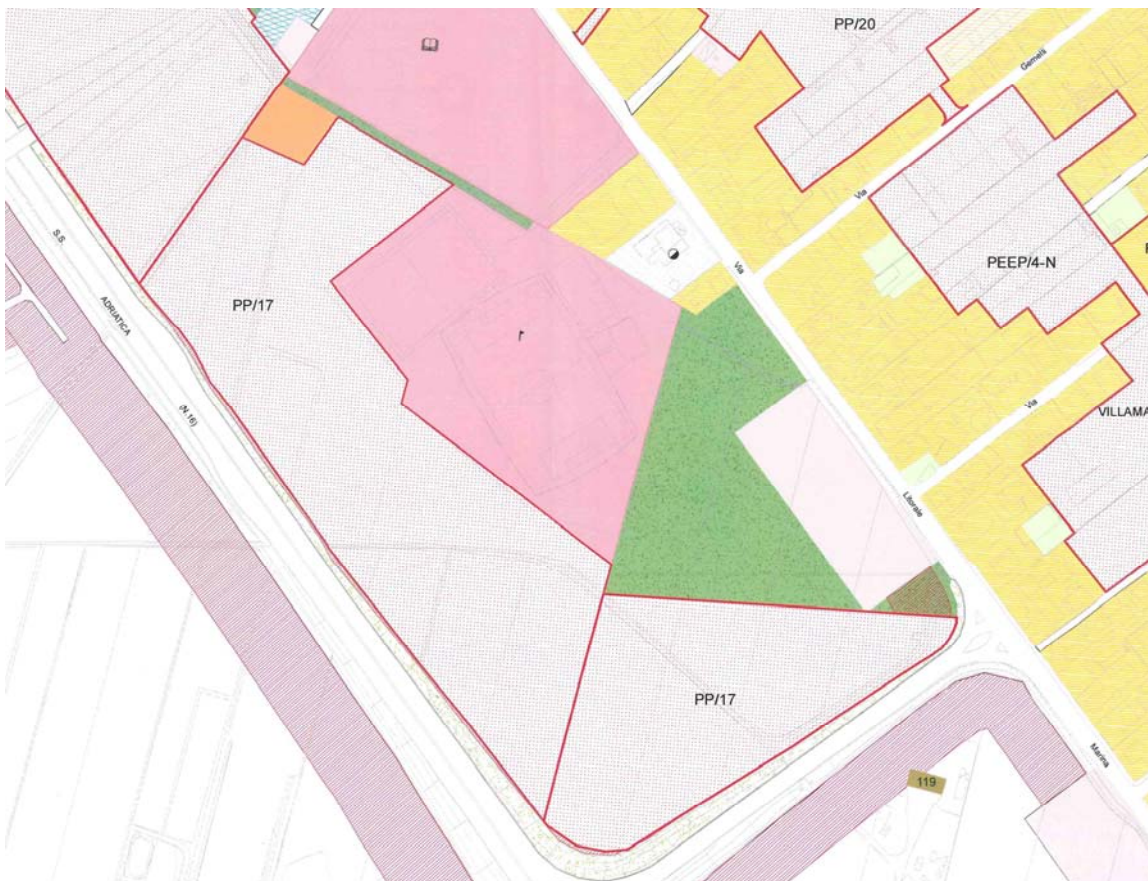 PP/20
Gemelli
Via
PEEP/4-N
Via
S.S.
ADRIATICA
(N.16)
PP/17
Via
VILLAMA
Litorale
PP/17
Marina
119